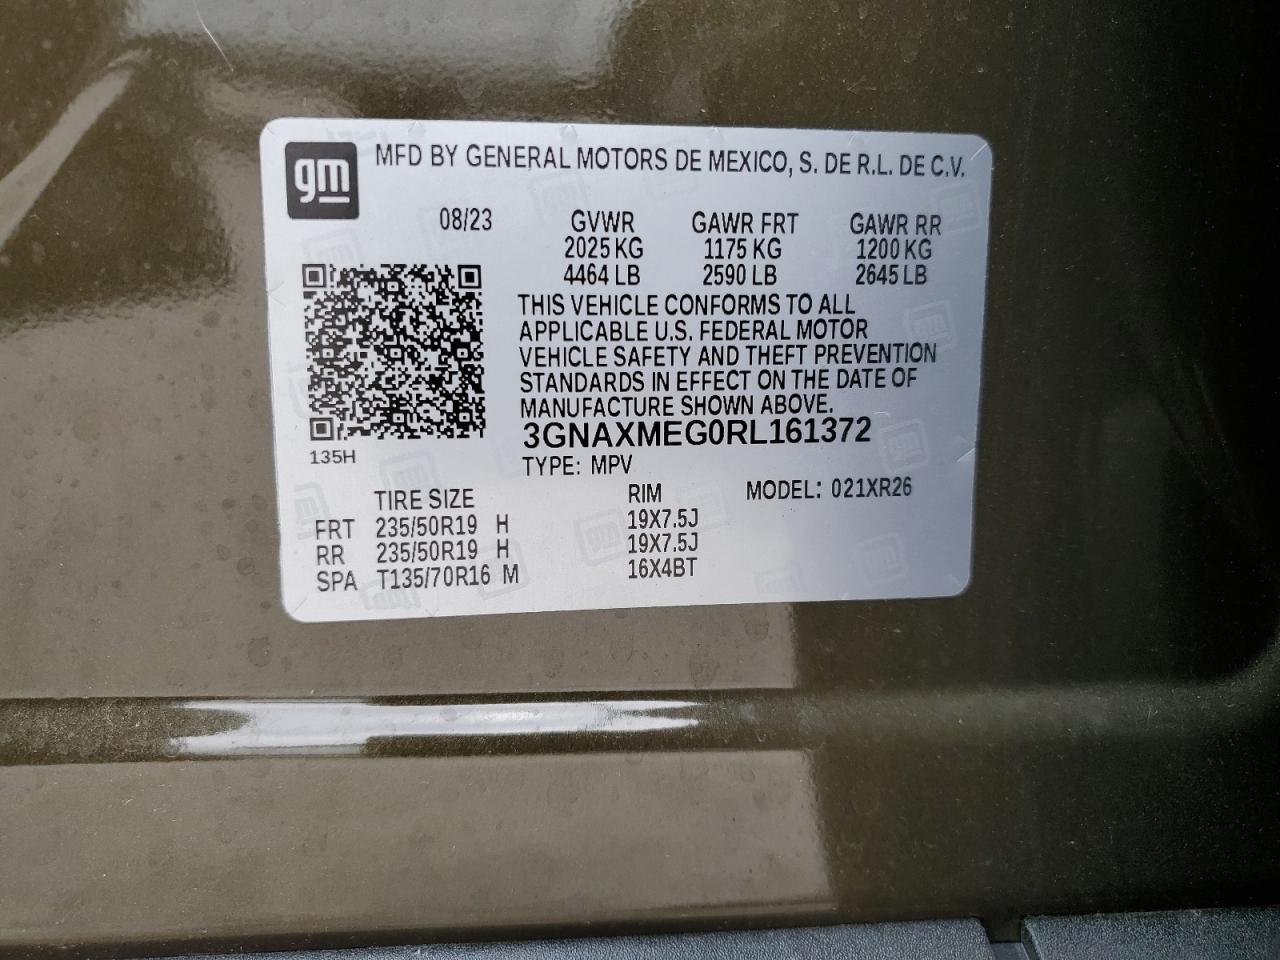 gm
MFD BY GENERAL MOTORS DE MEXICO, S. DE R.L. DE C.V.
08/23 GVWR GAWR FRT GAWR RR
2025 KG 1175 KG 1200 KG
4464 LB 2590 LB 2645 LB
THIS VEHICLE CONFORMS TO ALL
APPLICABLE U.S. FEDERAL MOTOR
VEHICLE SAFETY AND THEFT PREVENTION
STANDARDS IN EFFECT ON THE DATE OF
MANUFACTURE SHOWN ABOVE.
3GNAXMEG0RL161372
135H
TYPE: MPV
TIRE SIZE RIM MODEL: 021XR26
FRT 235/50R19 H 19X7.5J
RR 235/50R19 H 19X7.5J
SPA T135/70R16 M 16X4BT